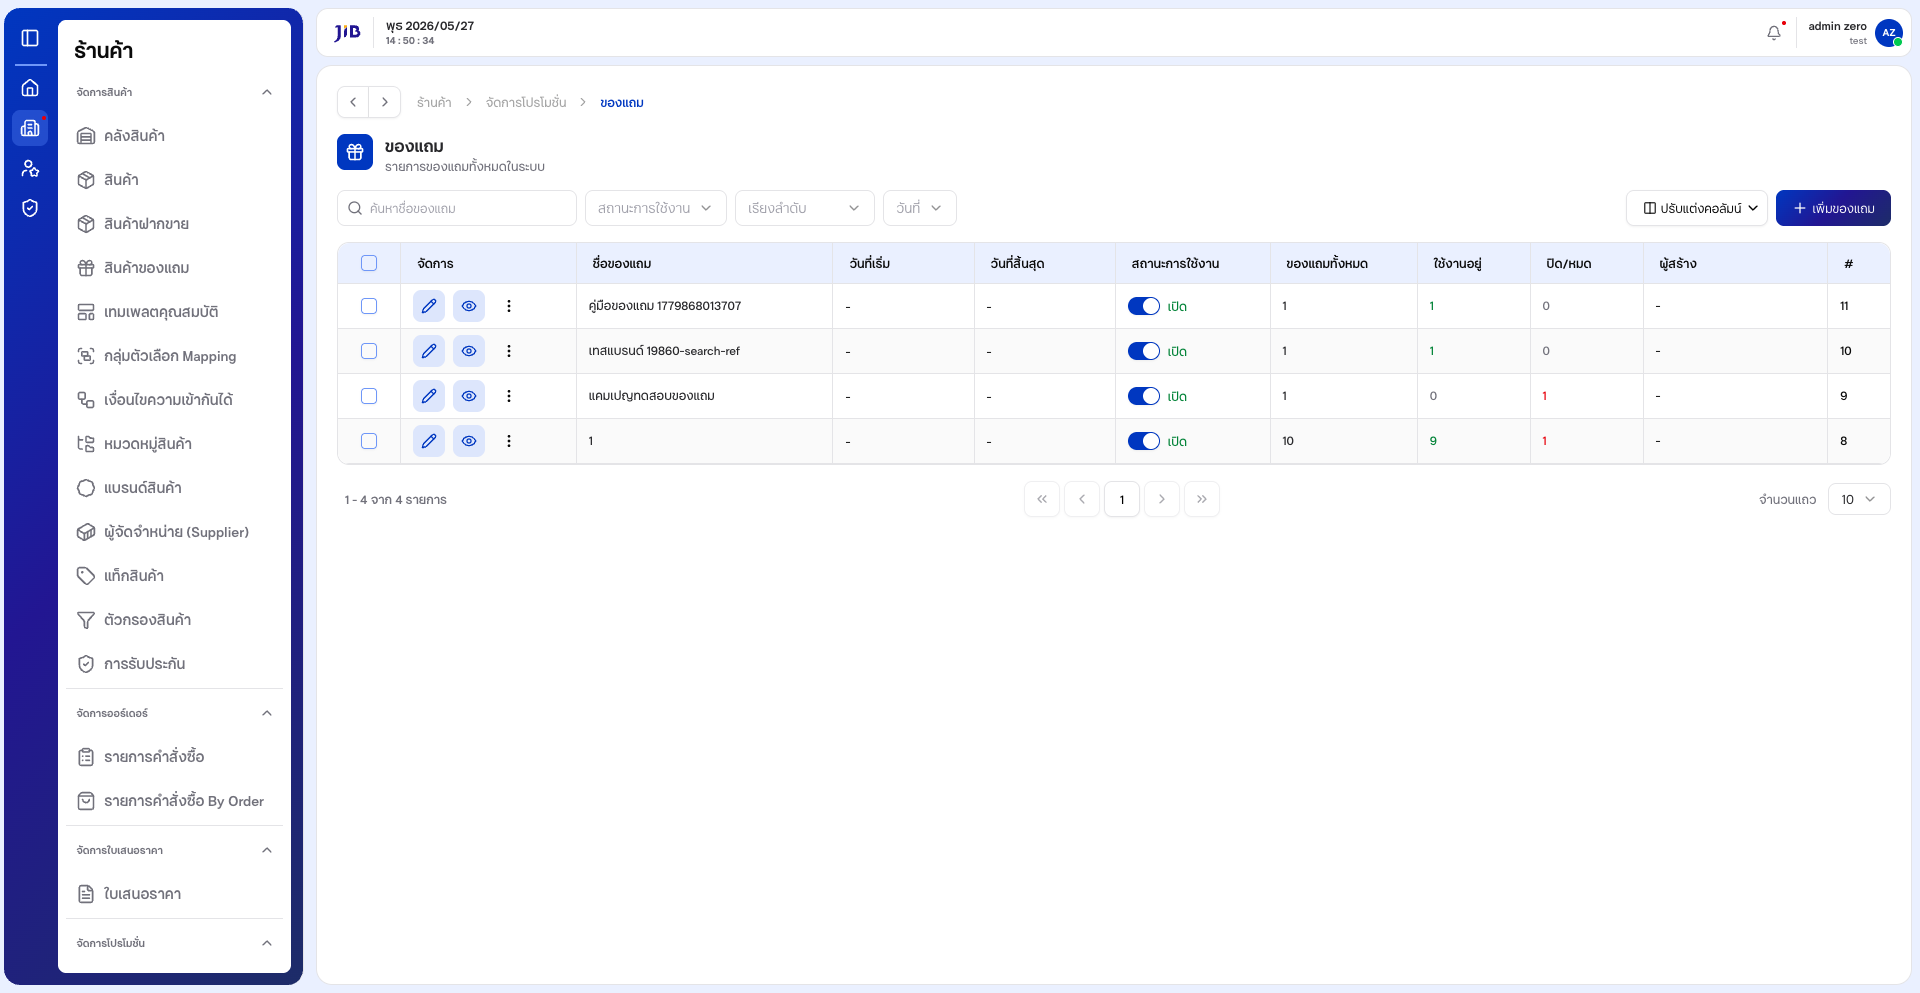 ร้านค้า
จัดการสินค้า
คลังสินค้า
สินค้า
สินค้าฝากขาย
สินค้าของแถม
เทมเพลตคุณสมบัติ
กลุ่มตัวเลือก Mapping
เงื่อนไขความเข้ากันได้
หมวดหมู่สินค้า
แบรนด์สินค้า
ผู้จัดจำหน่าย (Supplier)
แท็กสินค้า
ตัวกรองสินค้า
การรับประกัน
จัดการออร์เดอร์
รายการคำสั่งซื้อ
รายการคำสั่งซื้อ By Order
จัดการใบเสนอราคา
ใบเสนอราคา
จัดการโปรโมชั่น
JIB
พุธ 2026/05/27
14 : 50 : 34
admin zero
test
AZ
ร้านค้า > จัดการโปรโมชั่น > ของแถม
ของแถม
รายการของแถมทั้งหมดในระบบ
ค้นหาชื่อของแถม สถานะการใช้งาน เรียงลำดับ วันที่ ปรับแต่งคอลัมน์ + เพิ่มของแถม
จัดการ ชื่อของแถม วันที่เริ่ม วันที่สิ้นสุด สถานะการใช้งาน ของแถมทั้งหมด ใช้งานอยู่ ปิด/หมด ผู้สร้าง #
คู่มือของแถม 1779868013707 - - เปิด 1 1 0 - 11
เทสแบรนด์ 19860-search-ref - - เปิด 1 1 0 - 10
แคมเปญทดสอบของแถม - - เปิด 1 0 1 - 9
1 - - เปิด 10 9 1 - 8
1 - 4 จาก 4 รายการ 1 จำนวนแถว 10